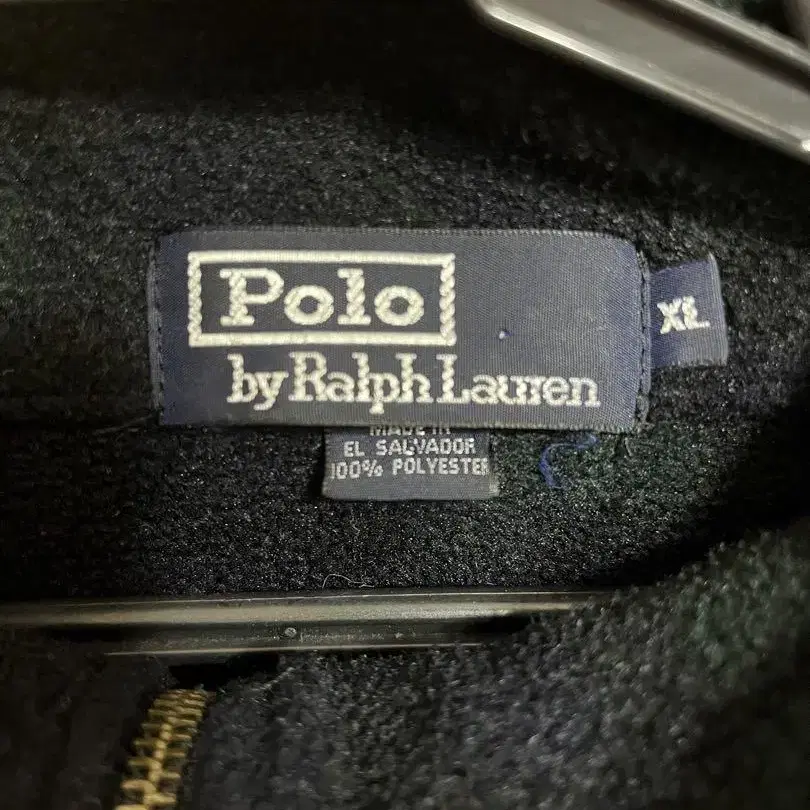 Polo
by Ralph Lauren
XL
MADE IN
EL SALVADOR
100% POLYESTER